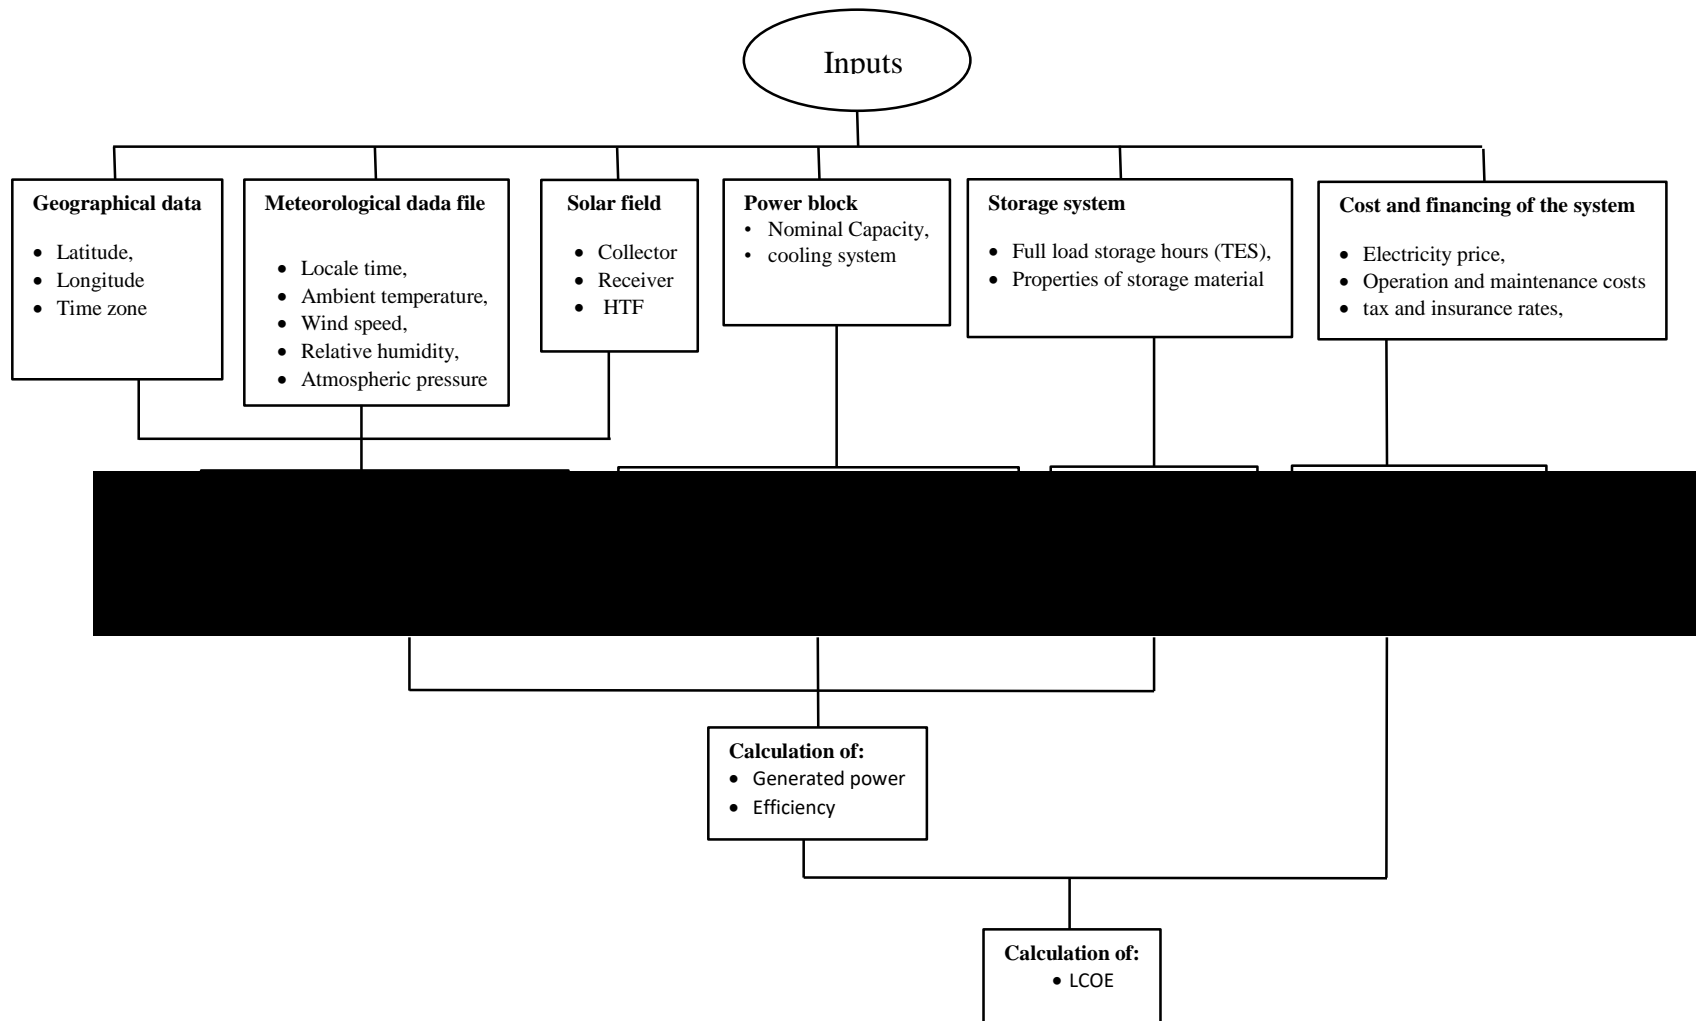 Inputs
Geographical data
• Latitude,
• Longitude
• Time zone
Meteorological dada file
• Locale time,
• Ambient temperature,
• Wind speed,
• Relative humidity,
• Atmospheric pressure
Solar field
• Collector
• Receiver
• HTF
Power block
• Nominal Capacity,
• cooling system
Storage system
• Full load storage hours (TES),
• Properties of storage material
Cost and financing of the system
• Electricity price,
• Operation and maintenance costs
• tax and insurance rates,
Calculation of:
• Generated power
• Efficiency
Calculation of:
• LCOE